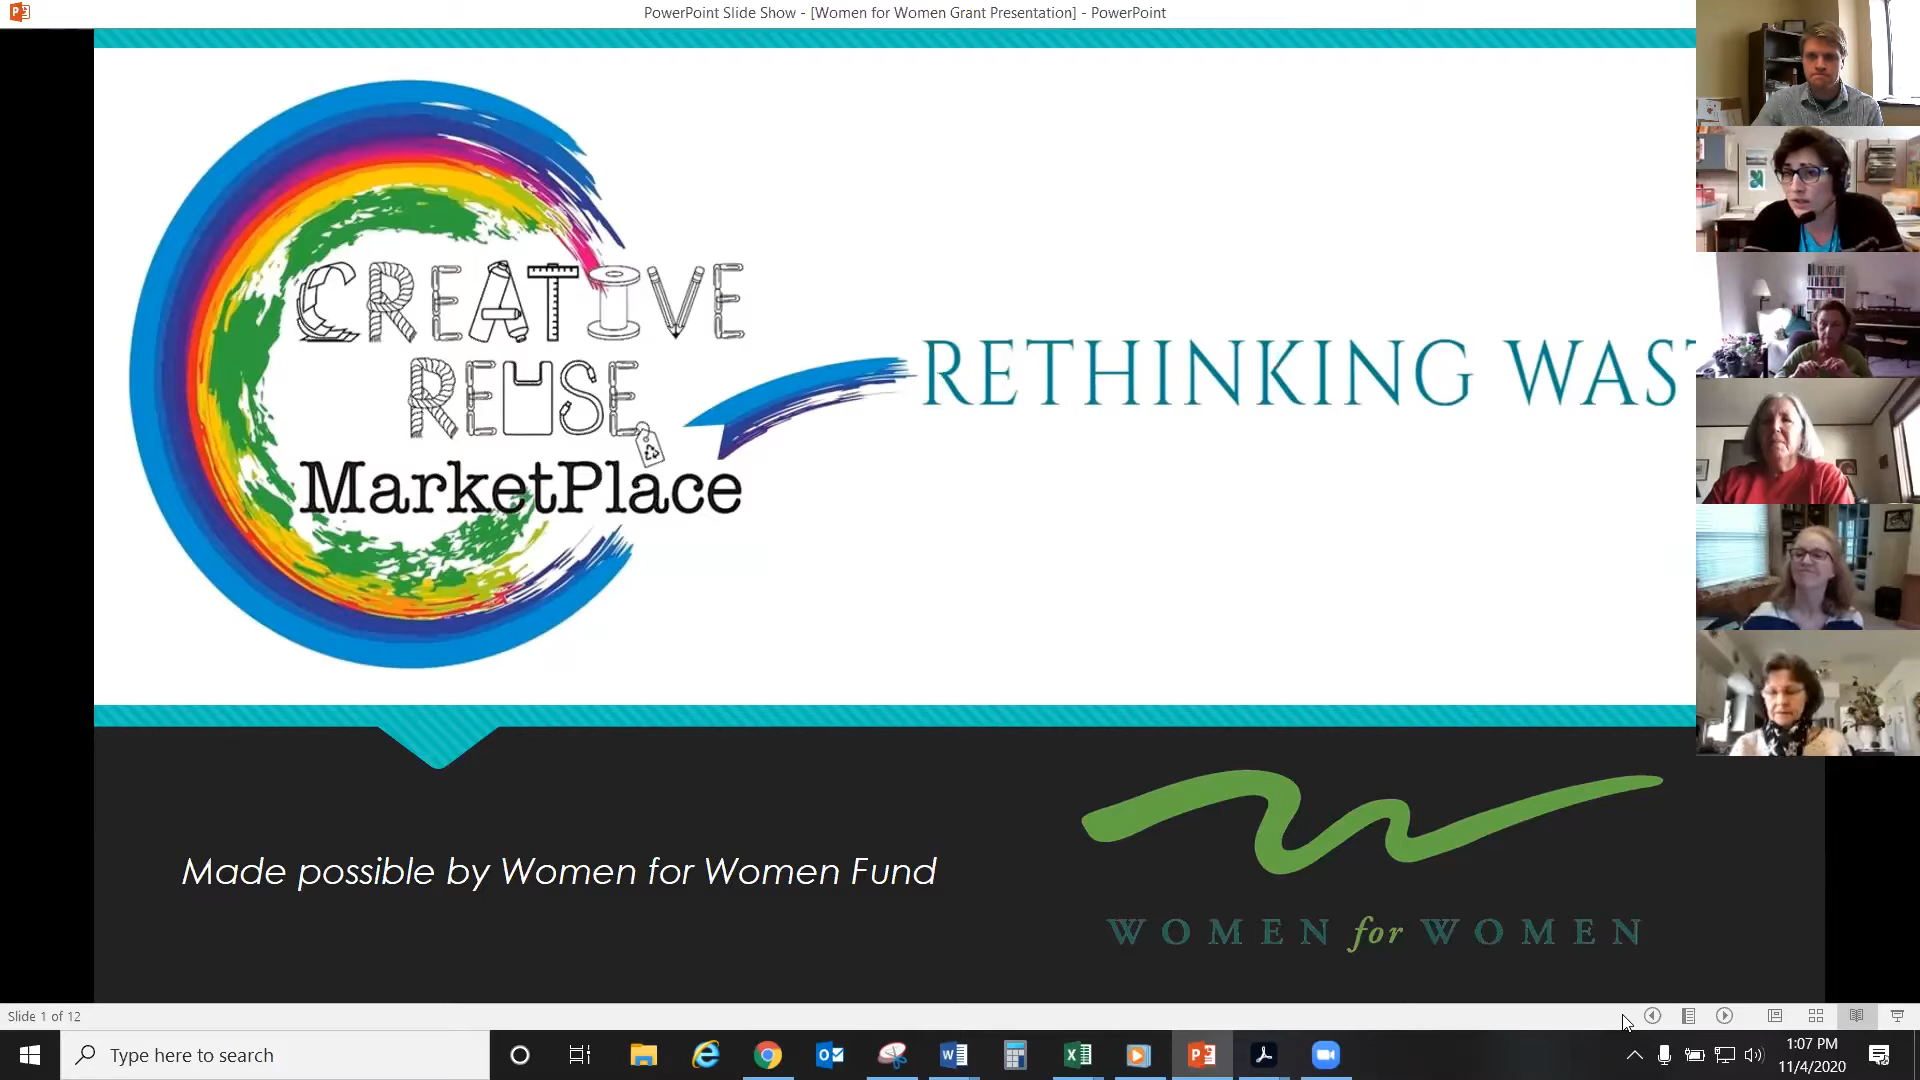 PowerPoint Slide Show - [Women for Women Grant Presentation] - PowerPoint
CREATIVE
REUSE
MarketPlace
RETHINKING WAST
Made possible by Women for Women Fund
WOMEN for WOMEN
Slide 1 of 12
Type here to search
1:07 PM
11/4/2020